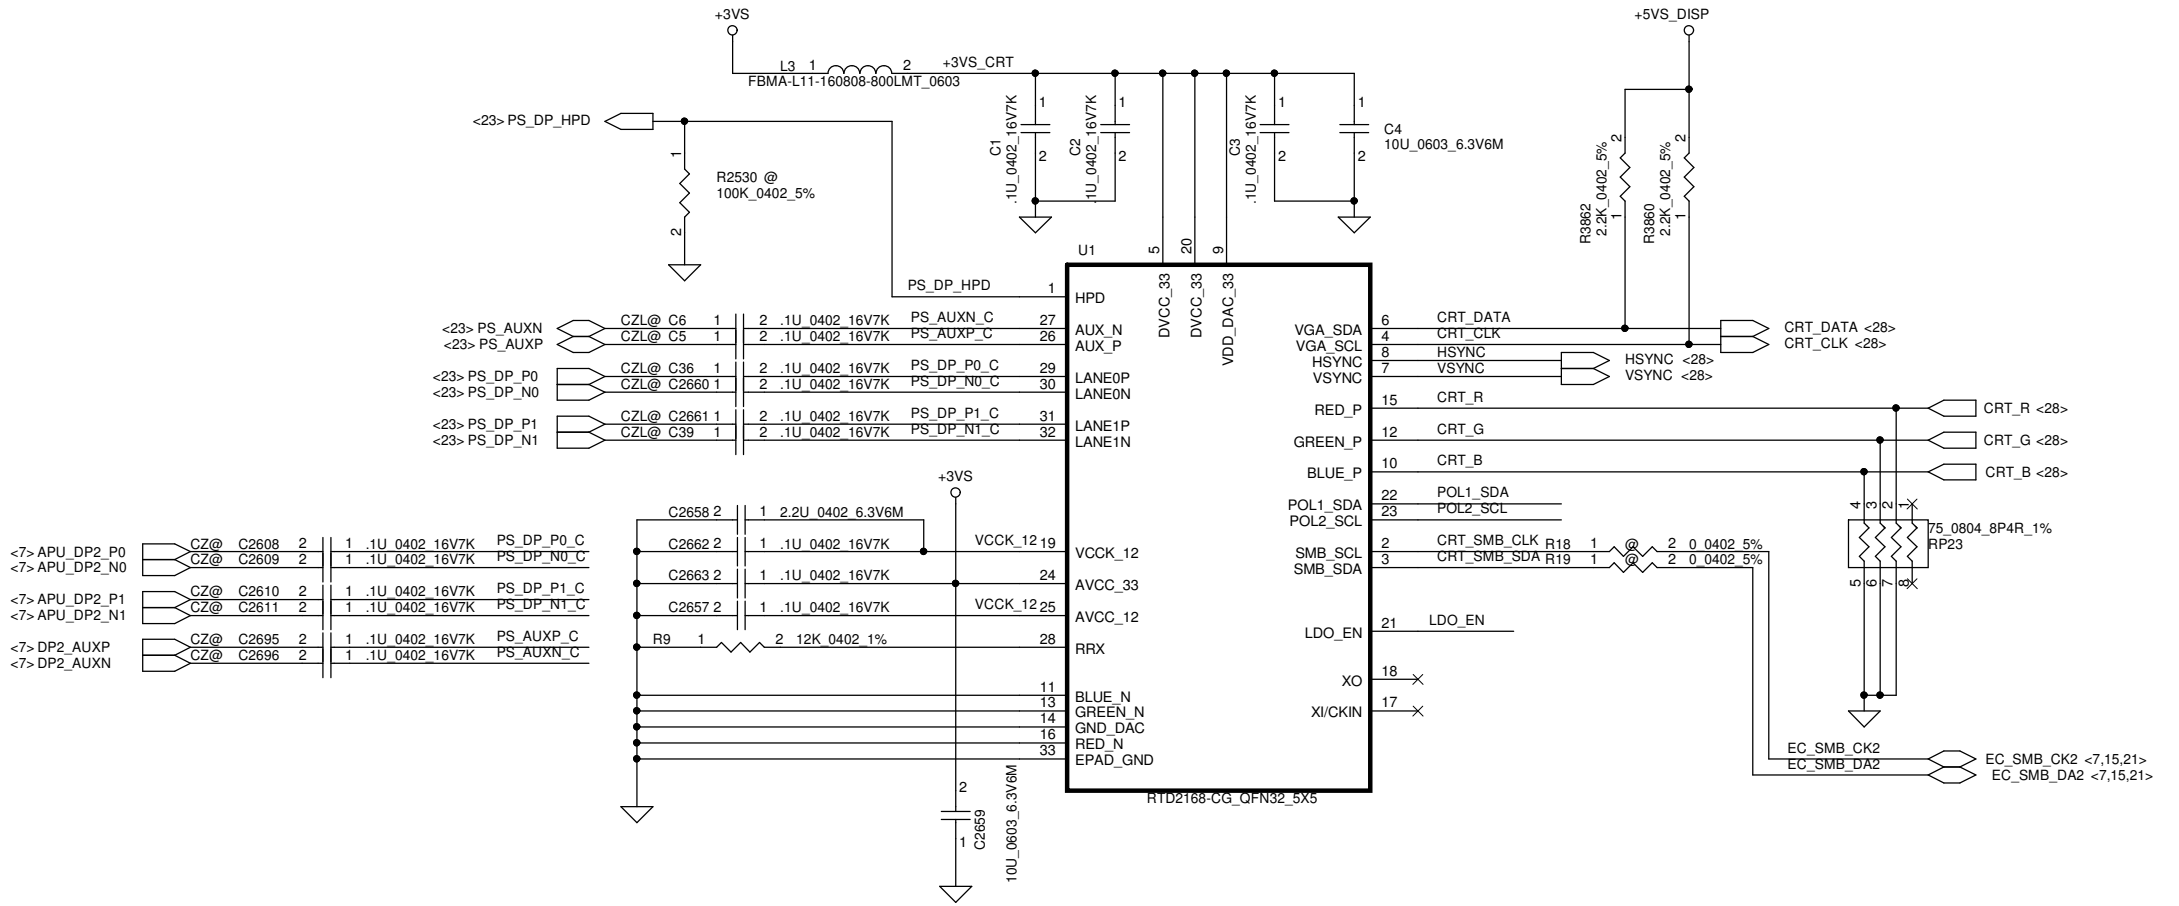 +3VS
+5VS_DISP
L3 1 2 +3VS_CRT
FBMA-L11-160808-800LMT_0603
<23> PS_DP_HPD
1
2
R2530 @
100K_0402_5%
C1
.1U_0402_16V7K
1
2
C2
.1U_0402_16V7K
1
2
C3
.1U_0402_16V7K
1
2
1
2
C4
10U_0603_6.3V6M
R3862
2.2K_0402_5%
1
2
R3860
2.2K_0402_5%
1
2
U1
5
20
9
DVCC_33
DVCC_33
VDD_DAC_33
PS_DP_HPD 1 HPD
<23> PS_AUXN CZL@ C6 1 2 .1U_0402_16V7K PS_AUXN_C 27 AUX_N
<23> PS_AUXP CZL@ C5 1 2 .1U_0402_16V7K PS_AUXP_C 26 AUX_P
<23> PS_DP_P0 CZL@ C36 1 2 .1U_0402_16V7K PS_DP_P0_C 29 LANE0P
<23> PS_DP_N0 CZL@ C2660 1 2 .1U_0402_16V7K PS_DP_N0_C 30 LANE0N
<23> PS_DP_P1 CZL@ C2661 1 2 .1U_0402_16V7K PS_DP_P1_C 31 LANE1P
<23> PS_DP_N1 CZL@ C39 1 2 .1U_0402_16V7K PS_DP_N1_C 32 LANE1N
VGA_SDA 6 CRT_DATA CRT_DATA <28>
VGA_SCL 4 CRT_CLK CRT_CLK <28>
HSYNC 8 HSYNC HSYNC <28>
VSYNC 7 VSYNC VSYNC <28>
RED_P 15 CRT_R CRT_R <28>
GREEN_P 12 CRT_G CRT_G <28>
BLUE_P 10 CRT_B CRT_B <28>
POL1_SDA 22 POL1_SDA
POL2_SCL 23 POL2_SCL
4 3 2 1
75_0804_8P4R_1%
RP23
5 6 7 8
SMB_SCL 2 CRT_SMB_CLK R18 1 @ 2 0_0402_5%
SMB_SDA 3 CRT_SMB_SDA R19 1 @ 2 0_0402_5%
LDO_EN 21 LDO_EN
XO 18
XI/CKIN 17
EC_SMB_CK2 EC_SMB_CK2 <7,15,21>
EC_SMB_DA2 EC_SMB_DA2 <7,15,21>
+3VS
C2658 2 1 2.2U_0402_6.3V6M
C2662 2 1 .1U_0402_16V7K VCCK_12 19 VCCK_12
C2663 2 1 .1U_0402_16V7K 24 AVCC_33
C2657 2 1 .1U_0402_16V7K VCCK_12 25 AVCC_12
R9 1 2 12K_0402_1% 28 RRX
11 BLUE_N
13 GREEN_N
14 GND_DAC
16 RED_N
33 EPAD_GND
<7> APU_DP2_P0 CZ@ C2608 2 1 .1U_0402_16V7K PS_DP_P0_C
<7> APU_DP2_N0 CZ@ C2609 2 1 .1U_0402_16V7K PS_DP_N0_C
<7> APU_DP2_P1 CZ@ C2610 2 1 .1U_0402_16V7K PS_DP_P1_C
<7> APU_DP2_N1 CZ@ C2611 2 1 .1U_0402_16V7K PS_DP_N1_C
<7> DP2_AUXP CZ@ C2695 2 1 .1U_0402_16V7K PS_AUXP_C
<7> DP2_AUXN CZ@ C2696 2 1 .1U_0402_16V7K PS_AUXN_C
2
1
C2659
10U_0603_6.3V6M
RTD2168-CG_QFN32_5X5